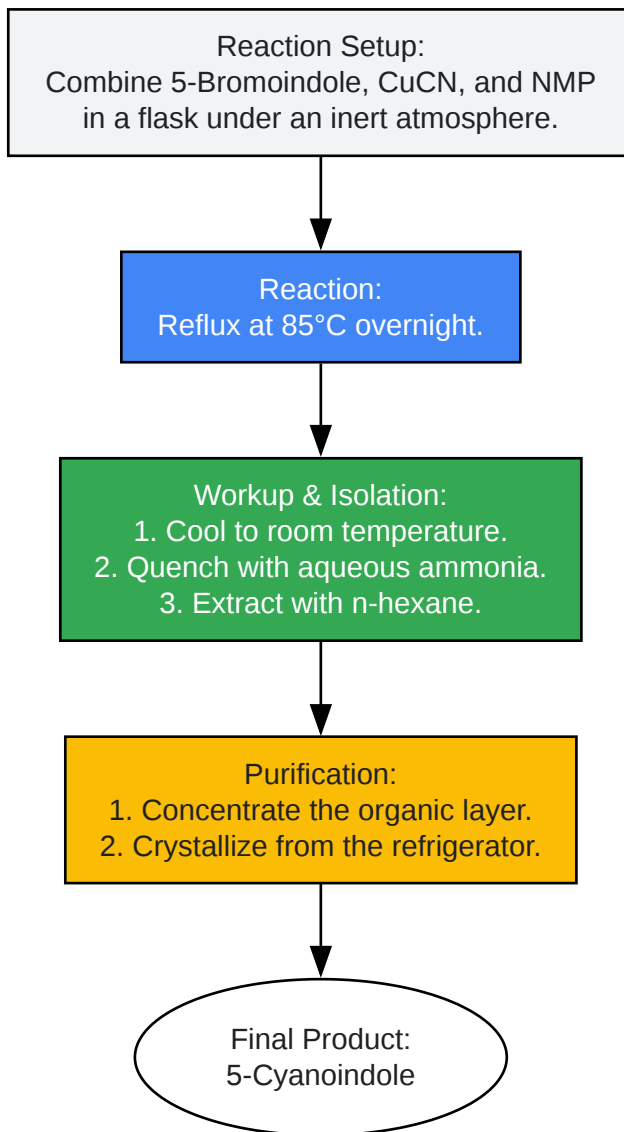 Reaction Setup:
Combine 5-Bromoindole, CuCN, and NMP
in a flask under an inert atmosphere.
Reaction:
Reflux at 85°C overnight.
Workup & Isolation:
1. Cool to room temperature.
2. Quench with aqueous ammonia.
3. Extract with n-hexane.
Purification:
1. Concentrate the organic layer.
2. Crystallize from the refrigerator.
Final Product:
5-Cyanoindole